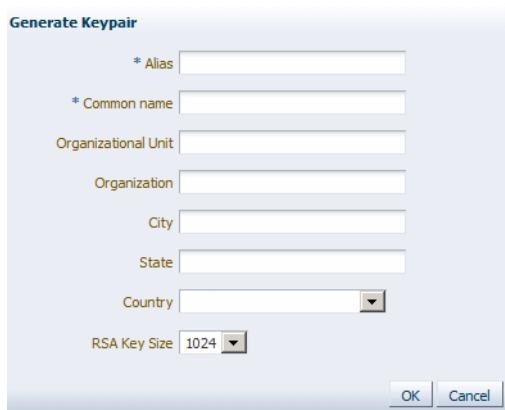 Generate Keypair
* Alias
* Common name
Organizational Unit
Organization
City
State
Country
RSA Key Size 1024
OK Cancel